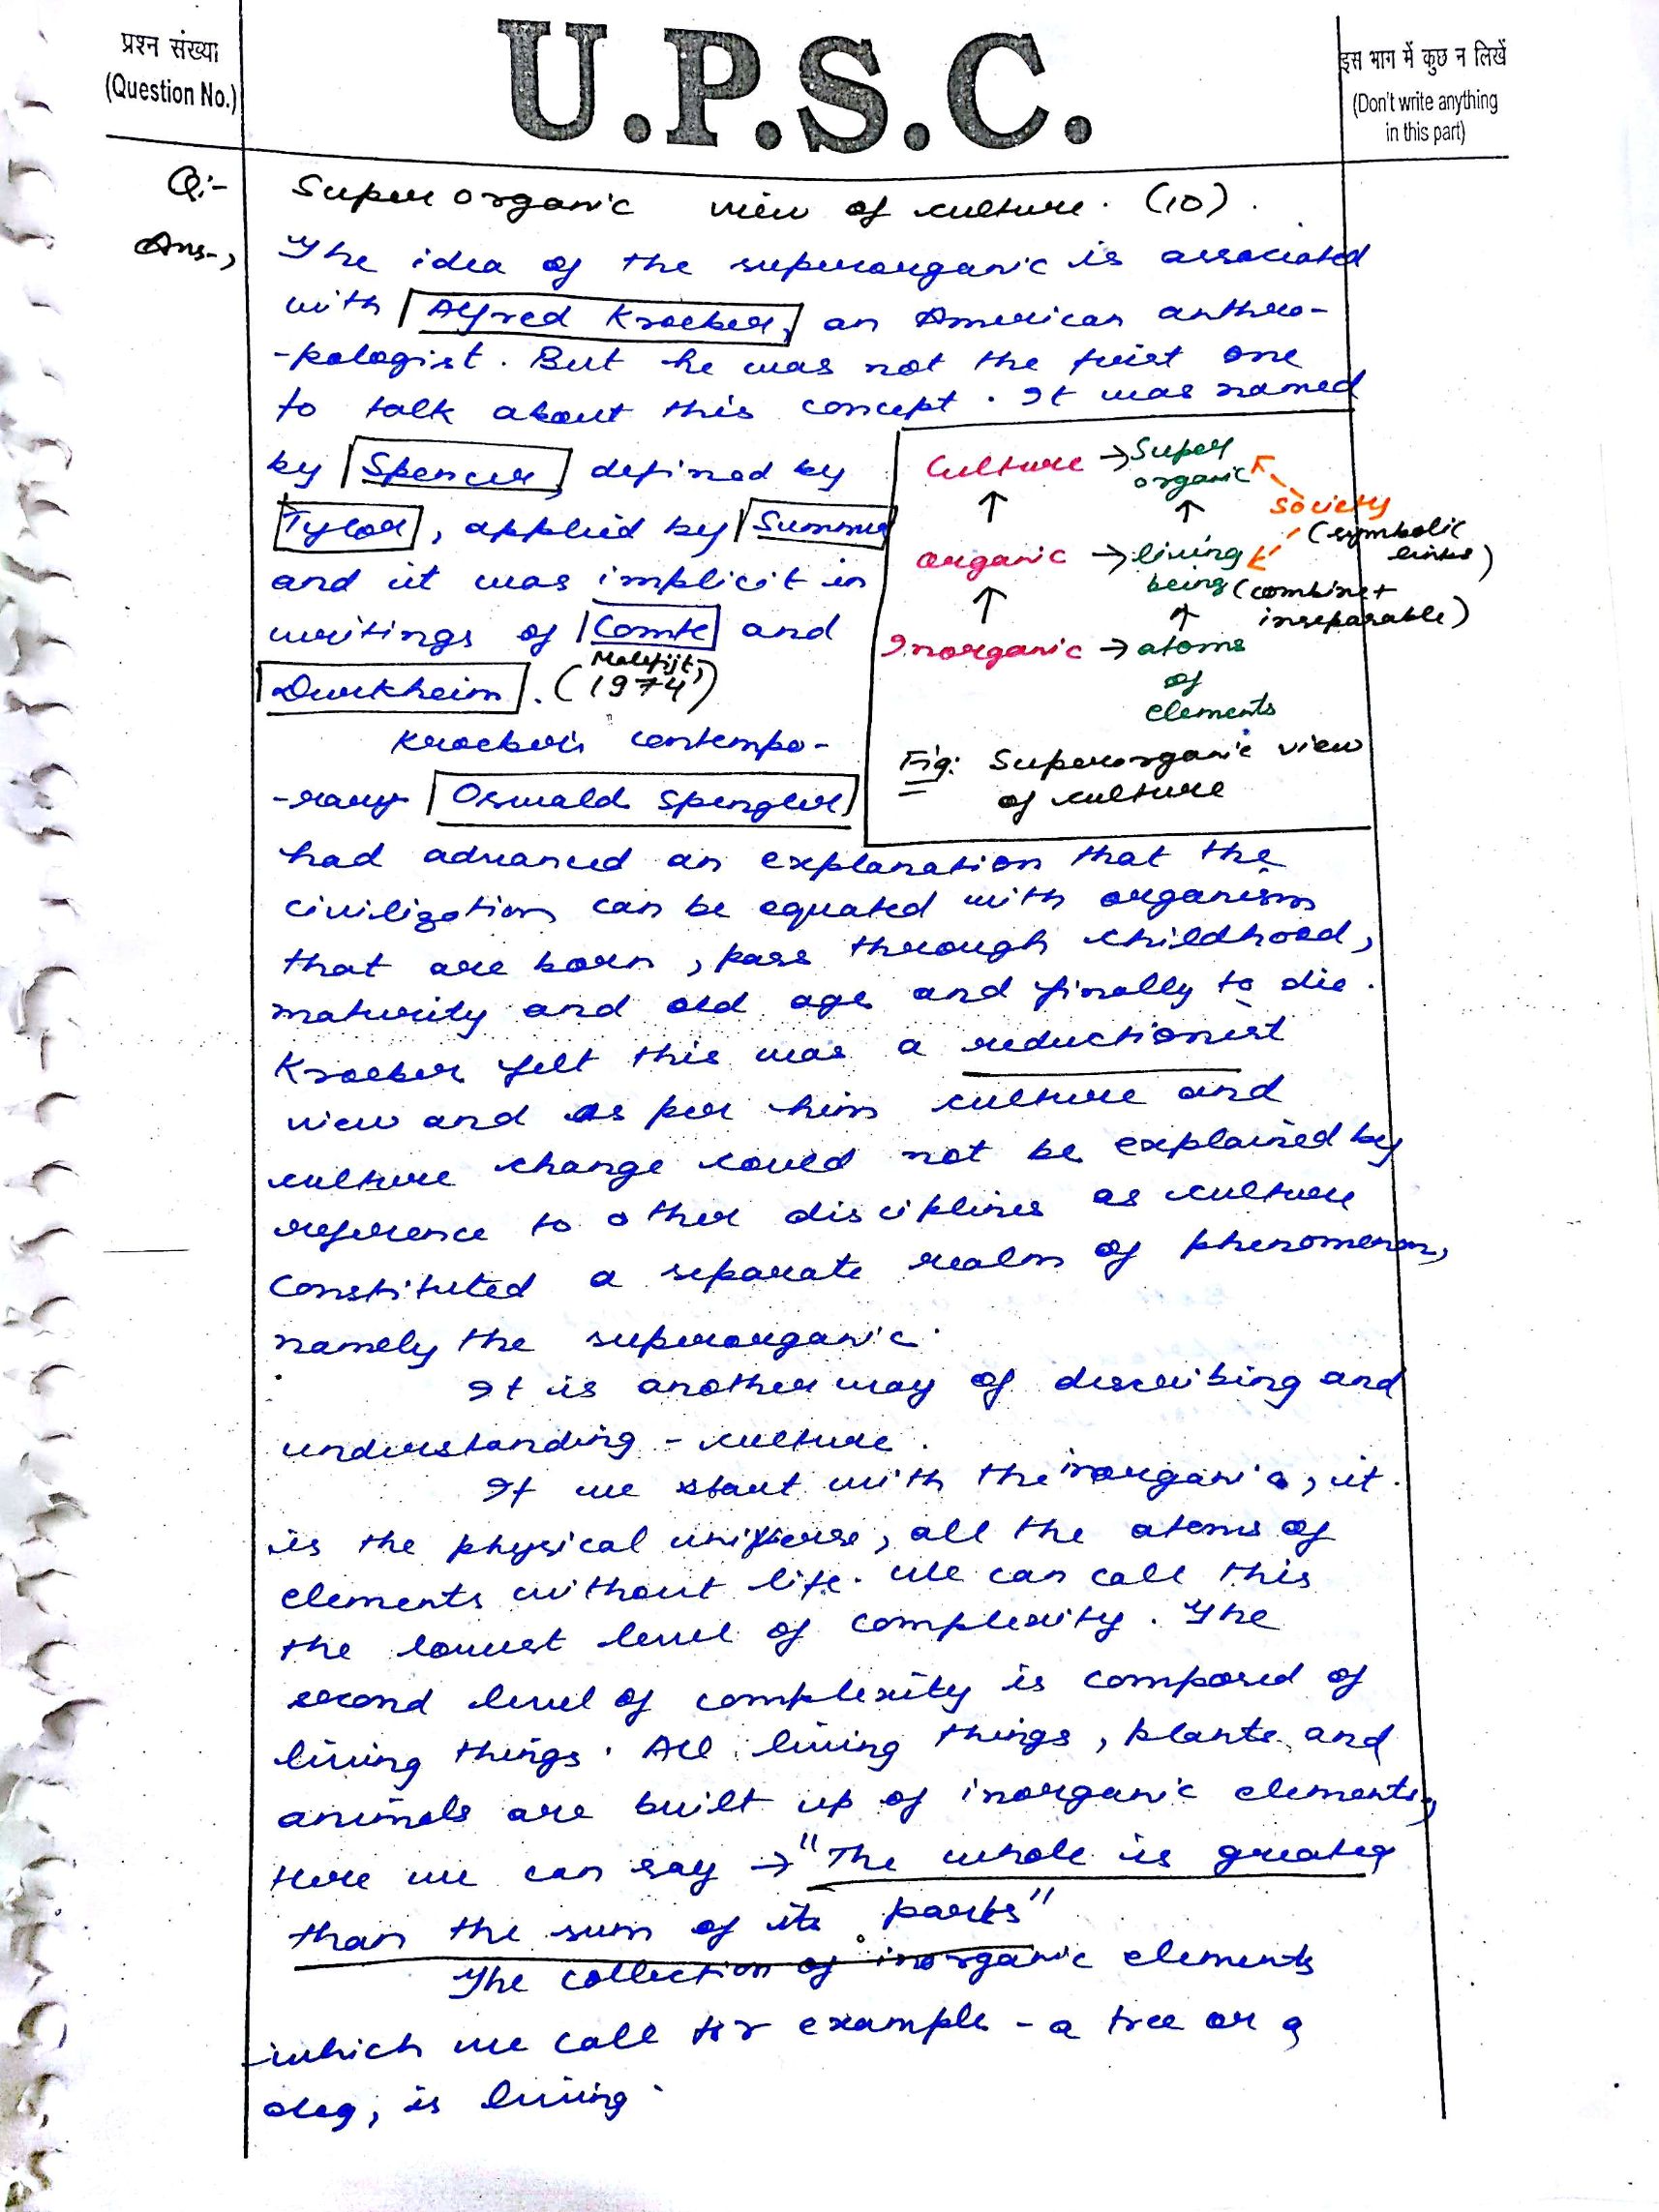 प्रश्न संख्या
(Question No.)
U.P.S.C.
इस भाग में कुछ न लिखें
(Don't write anything
in this part)
Q:- Super organic view of culture. (10).
Ans-, The idea of the superorganic is associated
with Alfred Kroeber, an American anthro-
-pologist. But he was not the first one
to talk about this concept. It was named
by Spencer, defined by
Tylor, applied by Sumner
and it was implicit in
writings of Comte and
Durkheim. (Malefijt, 1974)
Culture → Super organic
↑ ↑
society
(symbolic links)
organic → living being (combinet inseparable)
↑ ↑
Inorganic → atoms
of
elements
Fig: Superorganic view
of culture
Kroeber's contempo-
-rary Oswald Spengler
had advanced an explanation that the
civilization can be equated with organism
that are born, pass through childhood,
maturity and old age and finally to die.
Kroeber felt this was a reductionist
view and as per him culture and
culture change could not be explained by
reference to other disciplines as culture
constituted a separate realm of phenomenon,
namely the superorganic.
It is another way of describing and
understanding - culture.
If we start with the inorganic, it
is the physical universe, all the atoms of
elements without life. We can call this
the lowest level of complexity. The
second level of complexity is composed of
living things. All living things, plants and
animals are built up of inorganic elements,
Here we can say → "The whole is greater
than the sum of its parts"
The collection of inorganic elements
which we call for example - a tree or a
dog, is living.